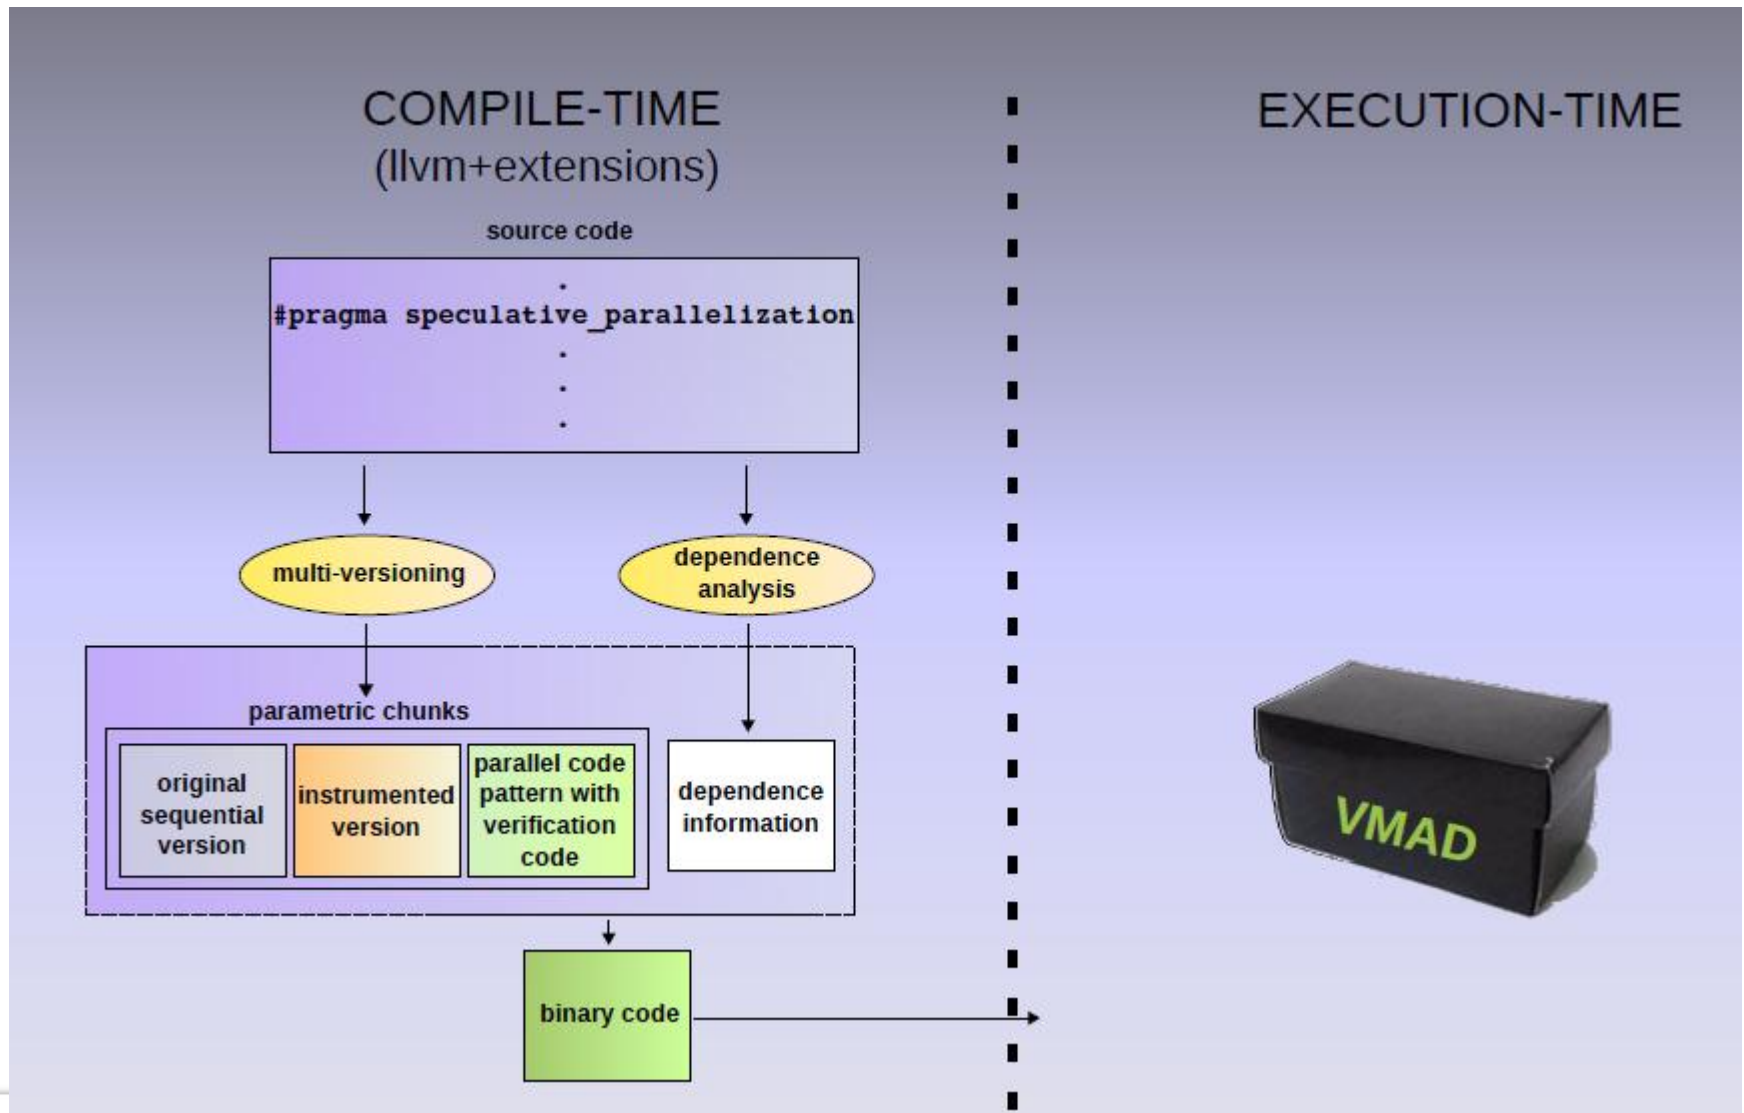 COMPILE-TIME
(llvm+extensions)
EXECUTION-TIME
source code
.
#pragma speculative_parallelization
.
.
.
multi-versioning
dependence
analysis
parametric chunks
original
sequential
version
instrumented
version
parallel code
pattern with
verification
code
dependence
information
VMAD
binary code